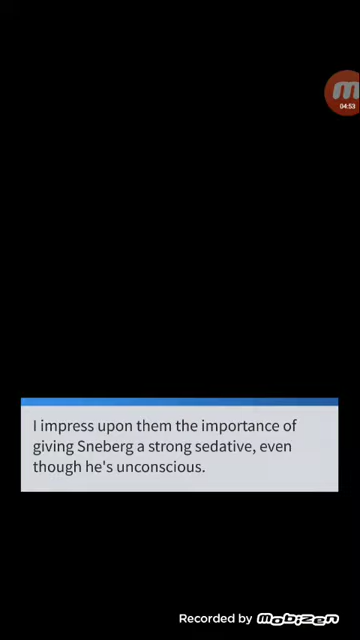 04:53
I impress upon them the importance of
giving Sneberg a strong sedative, even
though he's unconscious.
Recorded by mobizen